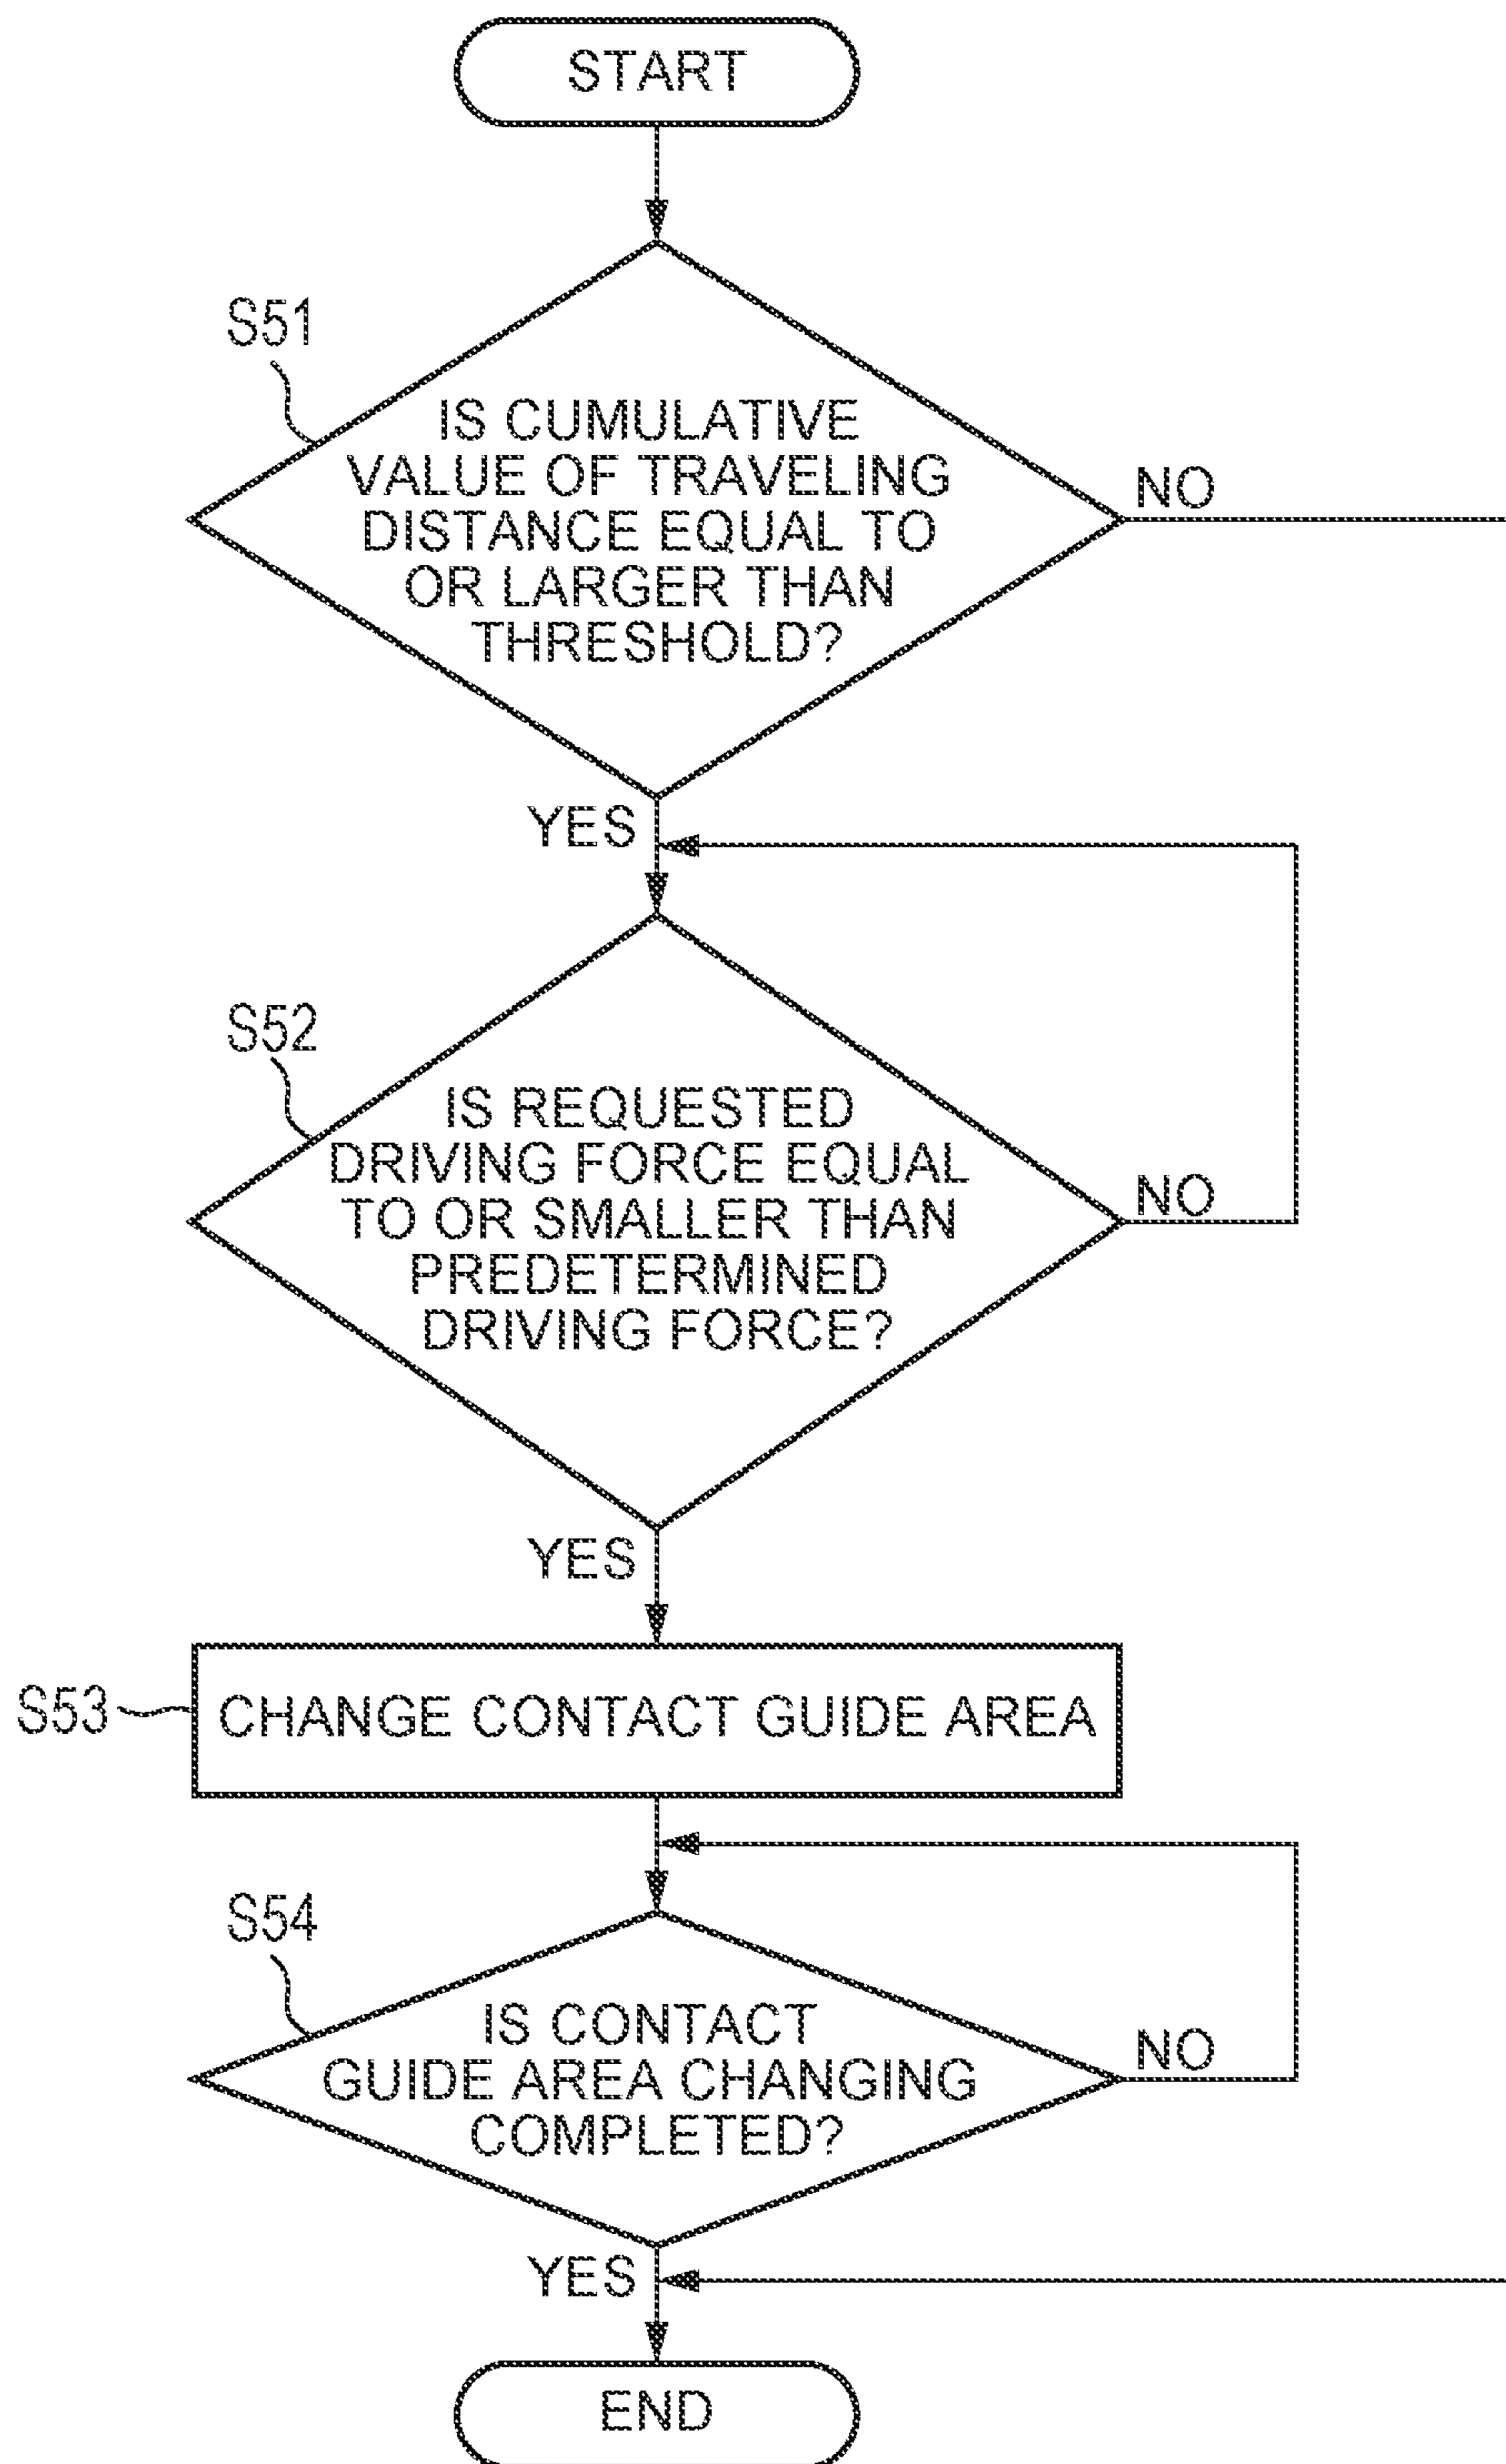 START
S51
IS CUMULATIVE
VALUE OF TRAVELING
DISTANCE EQUAL TO
OR LARGER THAN
THRESHOLD?
NO
YES
S52
IS REQUESTED
DRIVING FORCE EQUAL
TO OR SMALLER THAN
PREDETERMINED
DRIVING FORCE?
NO
YES
S53
CHANGE CONTACT GUIDE AREA
S54
IS CONTACT
GUIDE AREA CHANGING
COMPLETED?
NO
YES
END